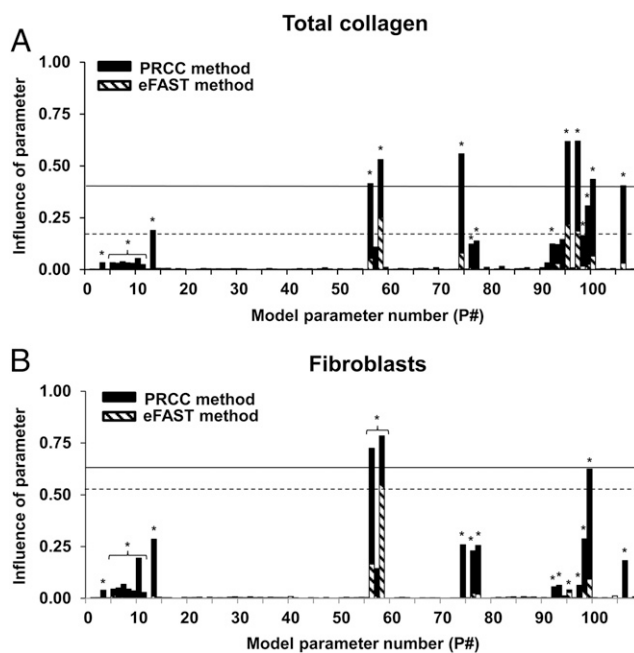 A
Total collagen
1.00
PRCC method
eFAST method
0.75
0.50
0.25
0.00
Influence of parameter
0 10 20 30 40 50 60 70 80 90 100
Model parameter number (P#)
B
Fibroblasts
1.00
PRCC method
eFAST method
0.75
0.50
0.25
0.00
Influence of parameter
0 10 20 30 40 50 60 70 80 90 100
Model parameter number (P#)